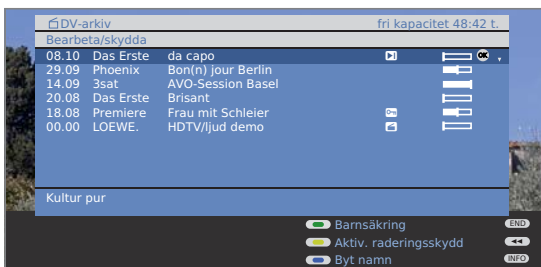 DV-arkiv fri kapacitet 48:42 t.
Bearbeta/skydda
08.10 Das Erste da capo OK
29.09 Phoenix Bon(n) jour Berlin
14.09 3sat AVO-Session Basel
20.08 Das Erste Brisant
18.08 Premiere Frau mit Schleier
00.00 LOEWE. HDTV/ljud demo
Kultur pur
Barnsäkring END
Aktiv. raderingsskydd
Byt namn INFO